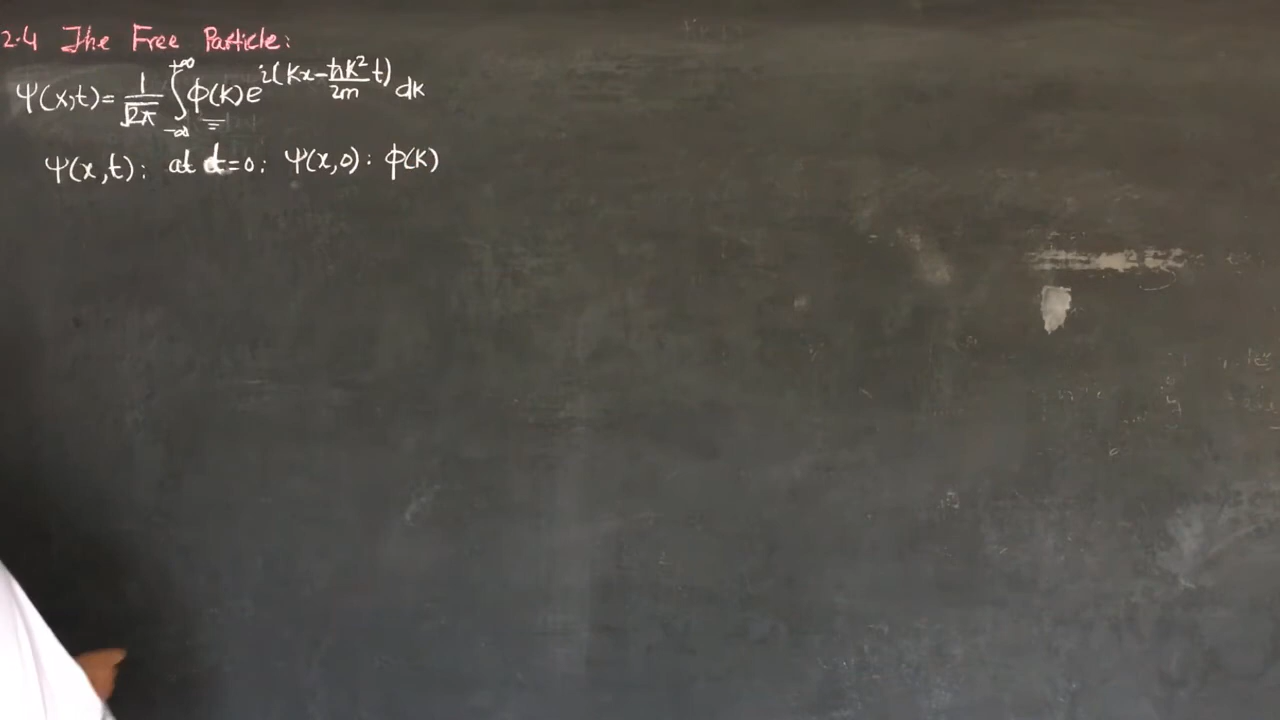 2.4 The Free Particle:
Ψ(x,t) = 1/√2π ∫_{-∞}^{+∞} ϕ(K) e^{i(Kx - ħK²/2m t)} dK
Ψ(x,t): at t=0: Ψ(x,0): ϕ(K)